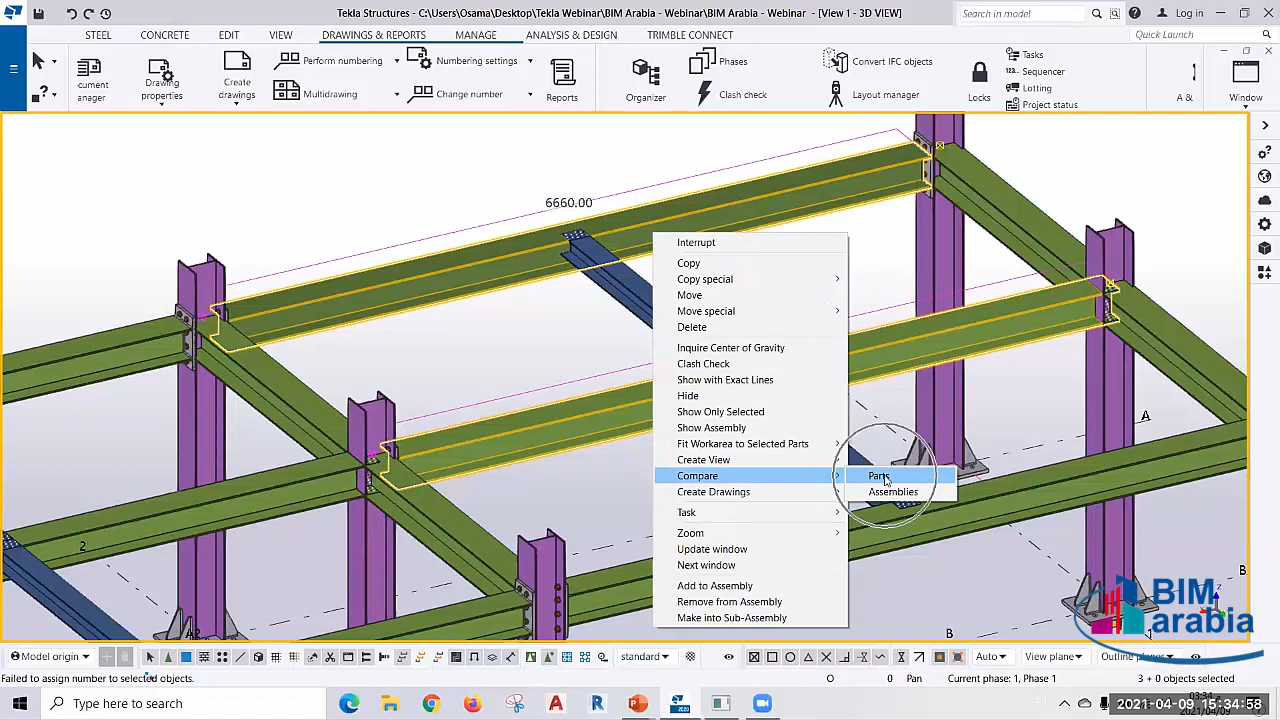 Tekla Structures - C:\Users\Osama\Desktop\Tekla Webinar\BIM Arabia - Webinar\BIM Arabia - Webinar - [View 1 - 3D VIEW]
Search in model
Log in
STEEL
CONCRETE
EDIT
VIEW
DRAWINGS & REPORTS
MANAGE
ANALYSIS & DESIGN
TRIMBLE CONNECT
Quick Launch
cument
anager
Drawing
properties
Create
drawings
Perform numbering
Multidrawing
Numbering settings
Change number
Reports
Organizer
Phases
Clash check
Convert IFC objects
Layout manager
Locks
Tasks
Sequencer
Lotting
Project status
A &
Window
6660.00
Interrupt
Copy
Copy special
Move
Move special
Delete
Inquire Center of Gravity
Clash Check
Show with Exact Lines
Hide
Show Only Selected
Show Assembly
Fit Workarea to Selected Parts
Create View
Compare
Create Drawings
Task
Zoom
Update window
Next window
Add to Assembly
Remove from Assembly
Make into Sub-Assembly
Parts
Assemblies
A
2
A2
B
B
1
z
BIM
arabia
Model origin
standard
Auto
View plane
Outline planes
Failed to assign number to selected objects.
O
0
Pan
Current phase: 1, Phase 1
3 + 0 objects selected
Type here to search
03:34
2021-04-09 15:34:58